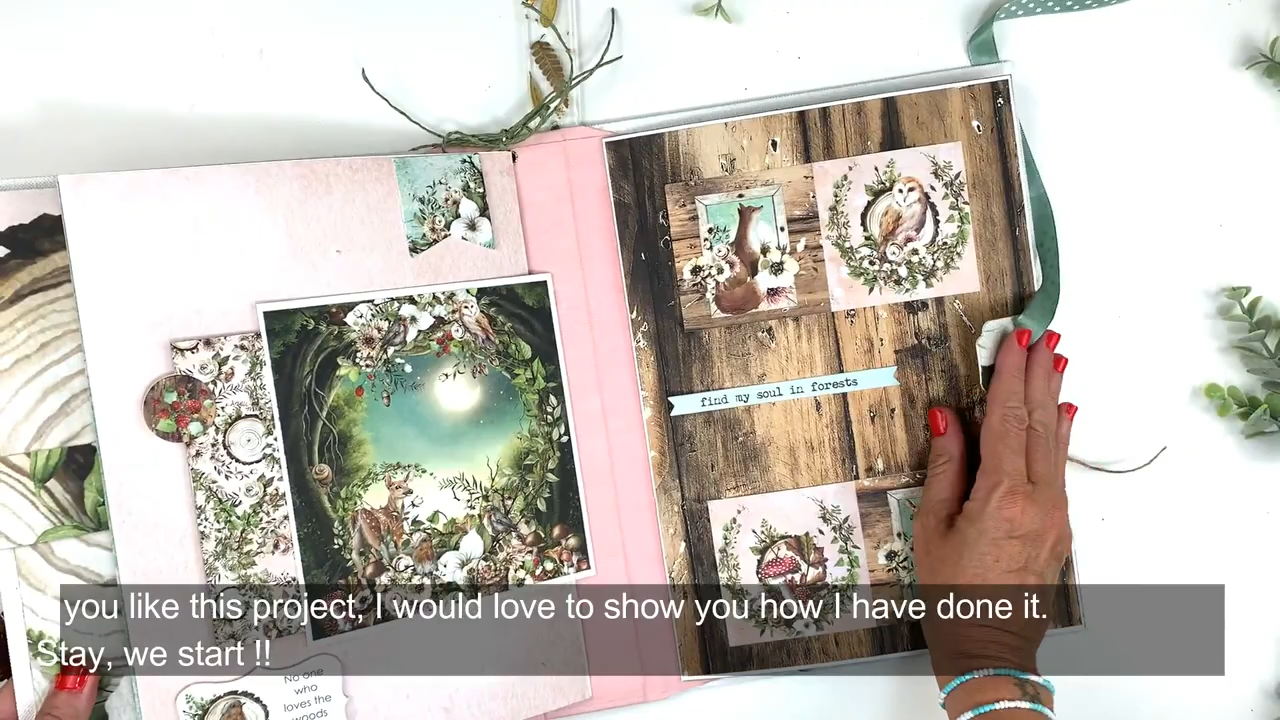 find my soul in forests
you like this project, I would love to show you how I have done it.
Stay, we start !!
No one
who
loves the
woods